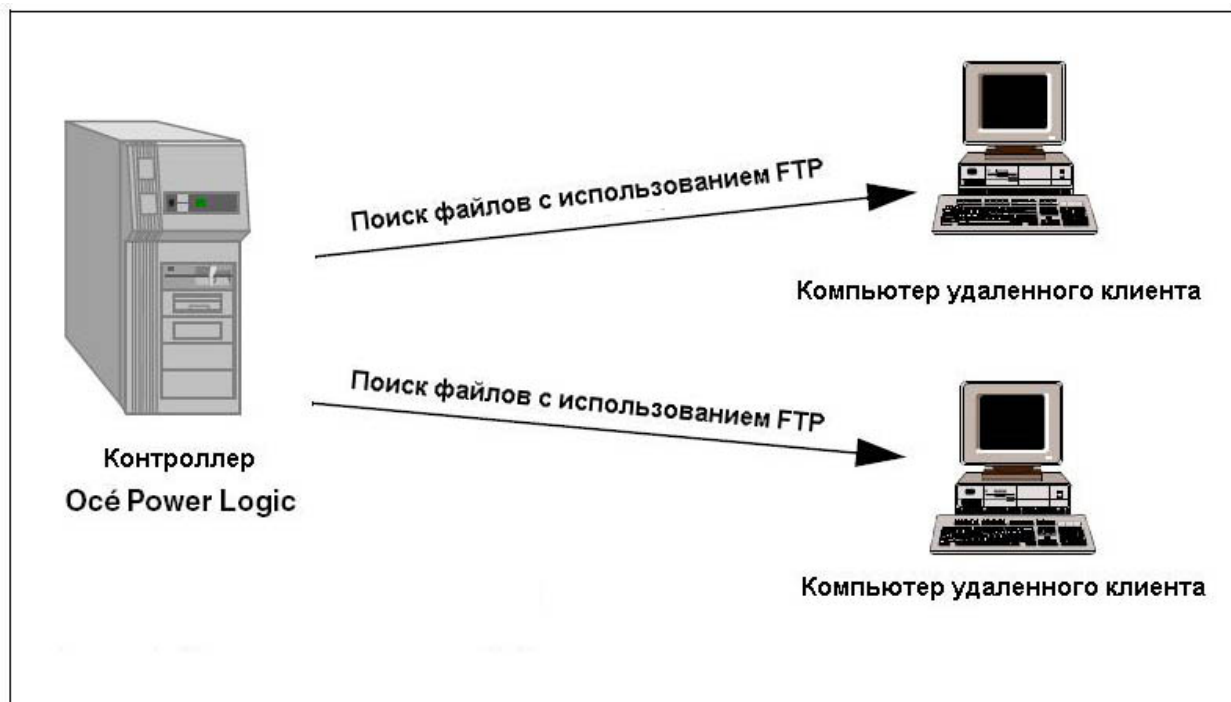 Поиск файлов с использованием FTP
Компьютер удаленного клиента
Поиск файлов с использованием FTP
Контроллер
Océ Power Logic
Компьютер удаленного клиента